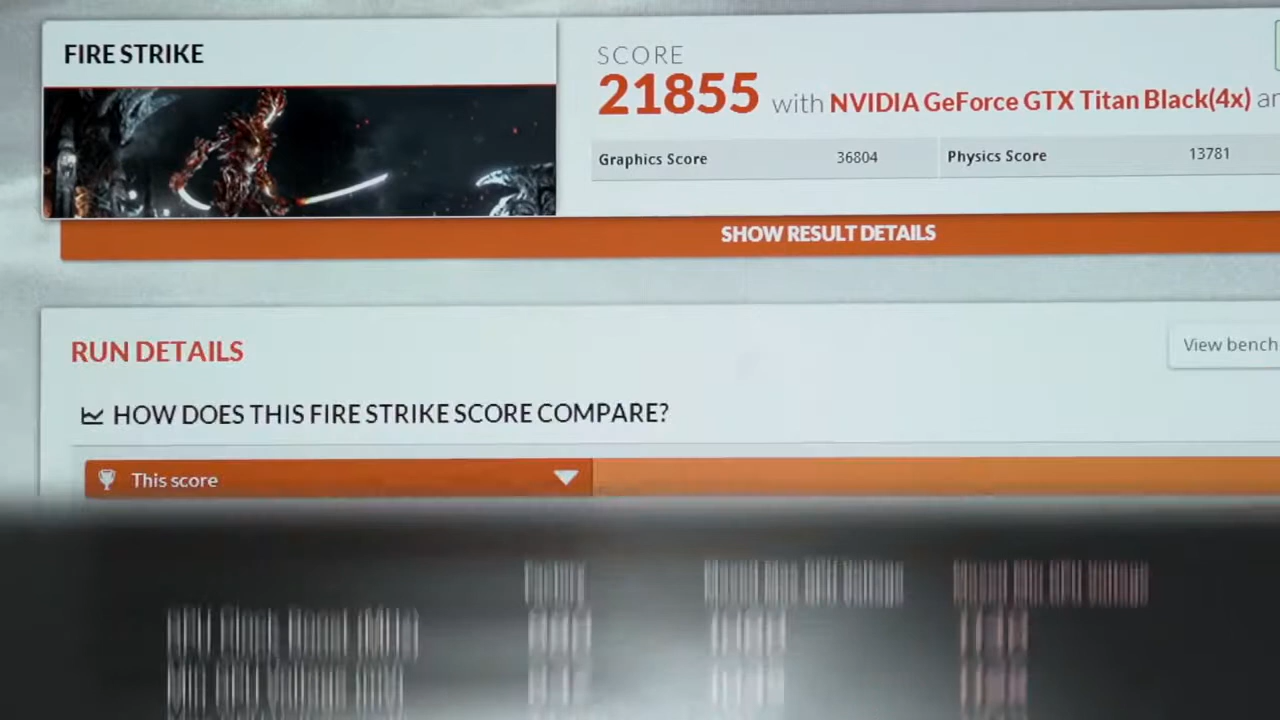 FIRE STRIKE
SCORE
21855 with NVIDIA GeForce GTX Titan Black(4x)
Graphics Score 36804 Physics Score 13781
SHOW RESULT DETAILS
RUN DETAILS
View bench
HOW DOES THIS FIRE STRIKE SCORE COMPARE?
This score